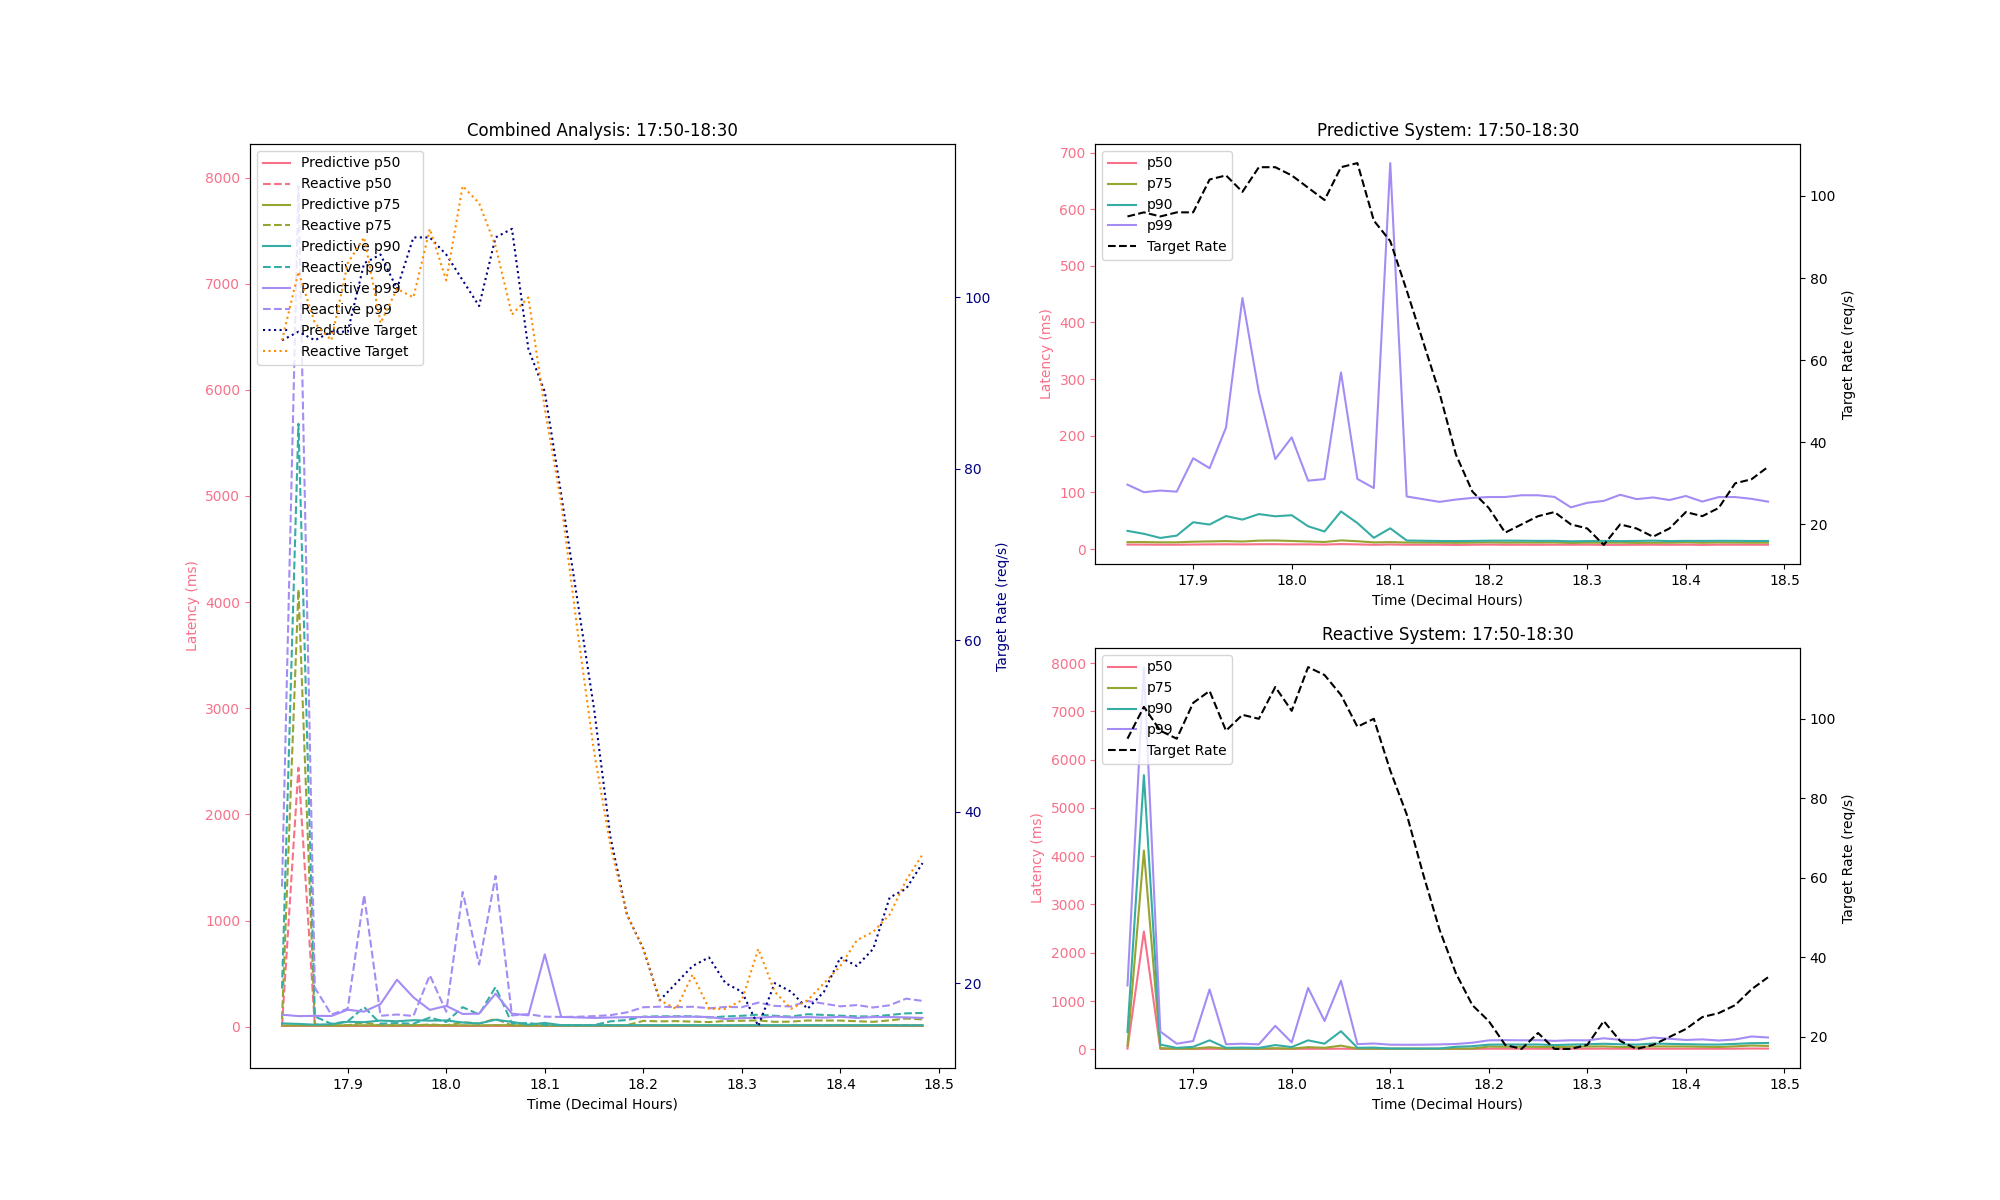 Combined Analysis: 17:50-18:30
Predictive p50
Reactive p50
Predictive p75
Reactive p75
Predictive p90
Reactive p90
Predictive p99
Reactive p99
Predictive Target
Reactive Target
8000
7000
6000
5000
4000
3000
2000
1000
0
Latency (ms)
100
80
60
40
20
Target Rate (req/s)
17.9 18.0 18.1 18.2 18.3 18.4 18.5
Time (Decimal Hours)
Predictive System: 17:50-18:30
p50
p75
p90
p99
Target Rate
700
600
500
400
300
200
100
0
Latency (ms)
100
80
60
40
20
Target Rate (req/s)
17.9 18.0 18.1 18.2 18.3 18.4 18.5
Time (Decimal Hours)
Reactive System: 17:50-18:30
p50
p75
p90
p99
Target Rate
8000
7000
6000
5000
4000
3000
2000
1000
0
Latency (ms)
100
80
60
40
20
Target Rate (req/s)
17.9 18.0 18.1 18.2 18.3 18.4 18.5
Time (Decimal Hours)